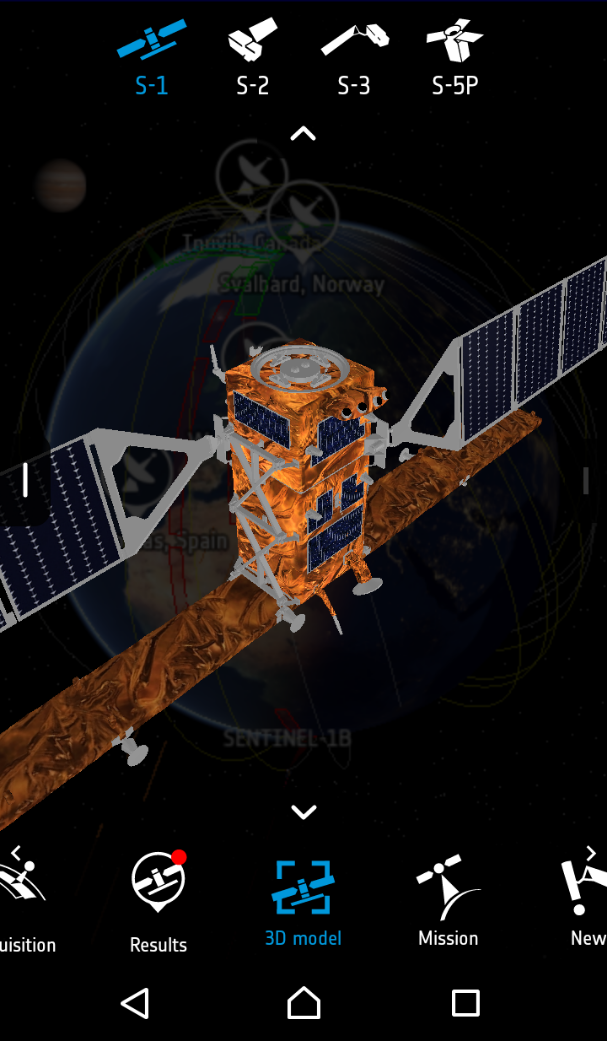 S-1
S-2
S-3
S-5P
Inuvik, Canada
Svalbard, Norway
as, Spain
SENTINEL-1B
uisition
Results
3D model
Mission
New